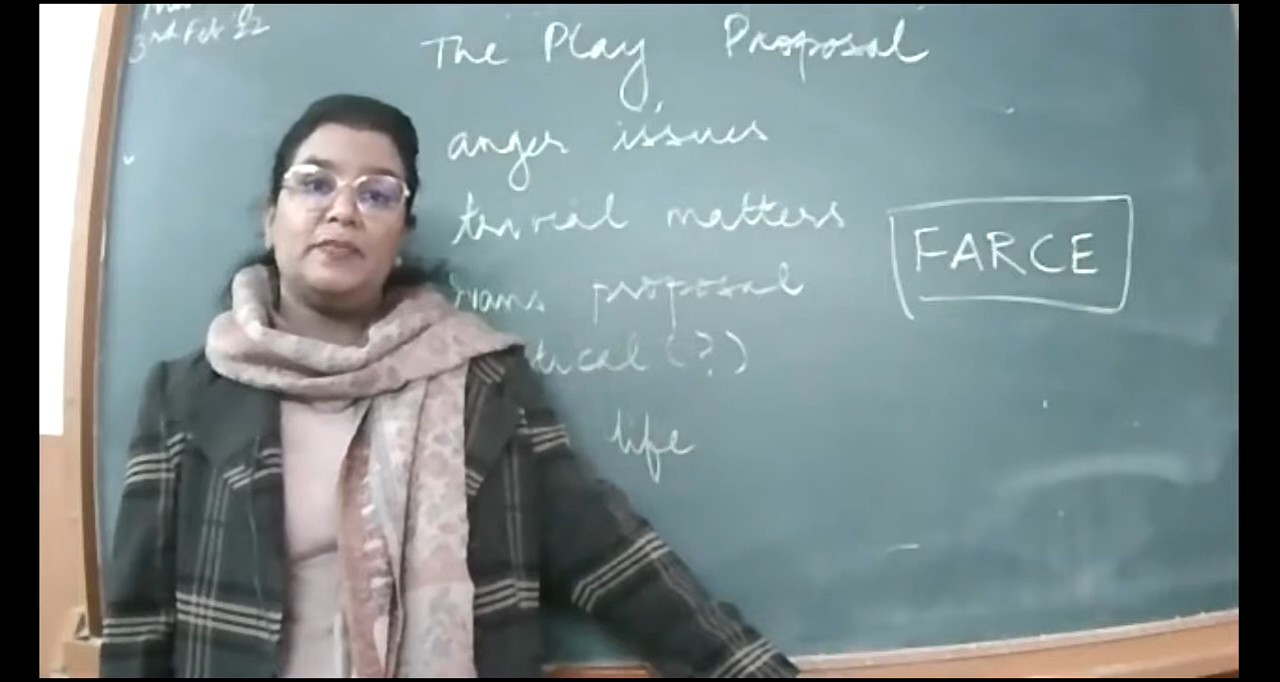 3rd Feb '22
The Play Proposal
anger issues
trivial matters
proposal
(?)
life
FARCE